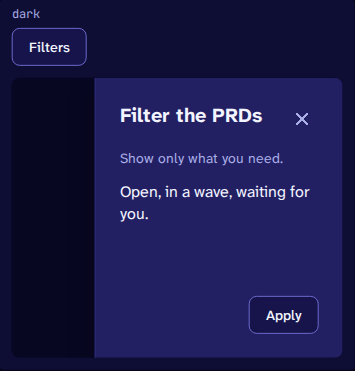 dark
Filters
Filter the PRDs
Show only what you need.
Open, in a wave, waiting for
you.
Apply